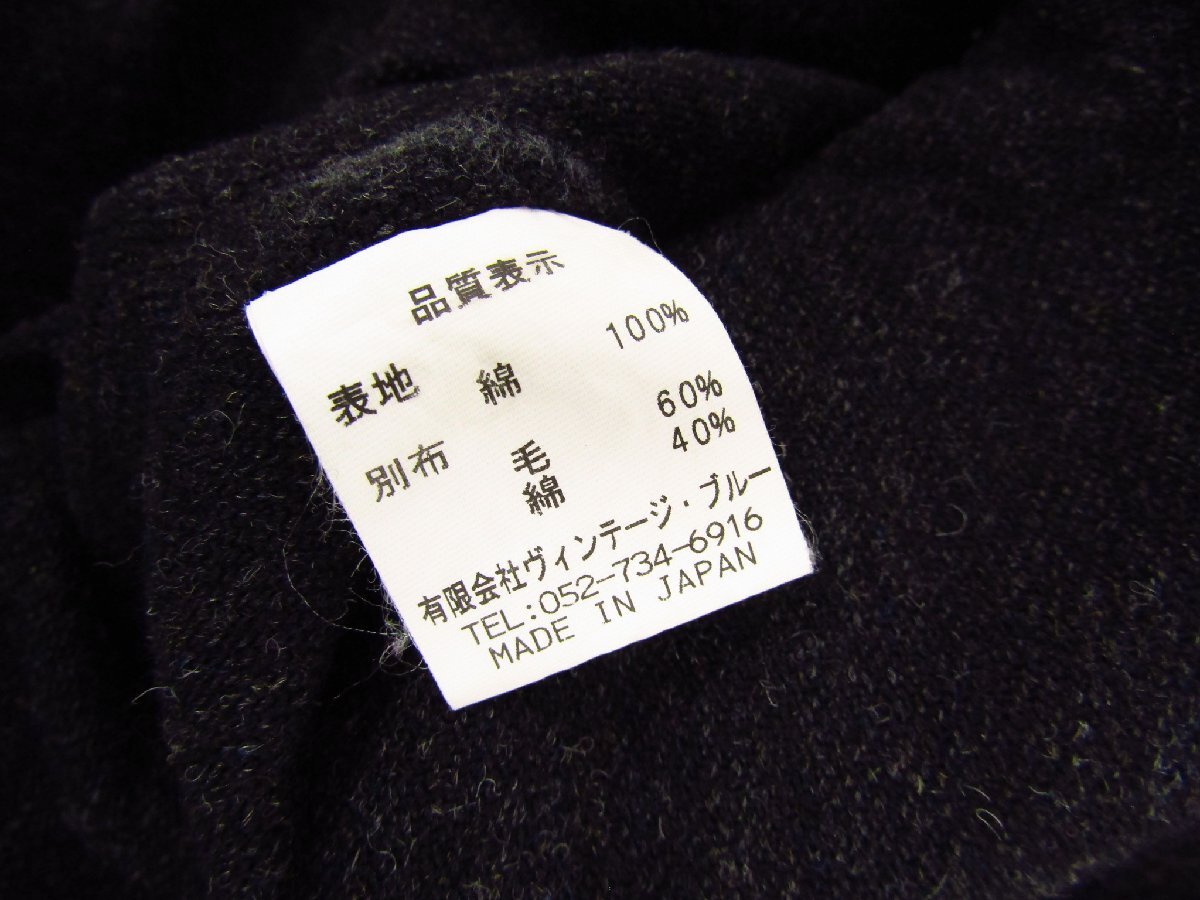 品質表示
表地 綿 100%
別布 毛 60%
綿 40%
有限会社ヴィンテージ・ブルー
TEL:052-734-6916
MADE IN JAPAN